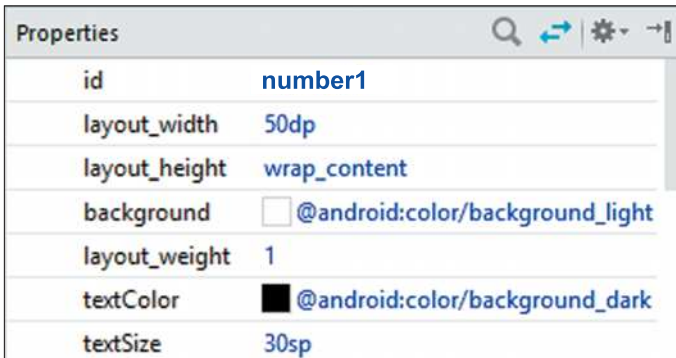 Properties
id number1
layout_width 50dp
layout_height wrap_content
background @android:color/background_light
layout_weight 1
textColor @android:color/background_dark
textSize 30sp